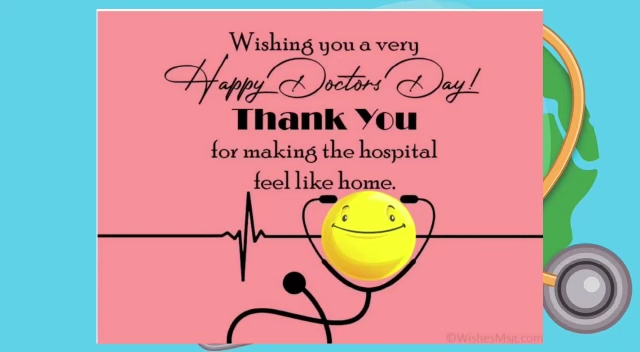 Wishing you a very
Happy Doctors Day!
Thank You
for making the hospital
feel like home.
©WishesMsg.com